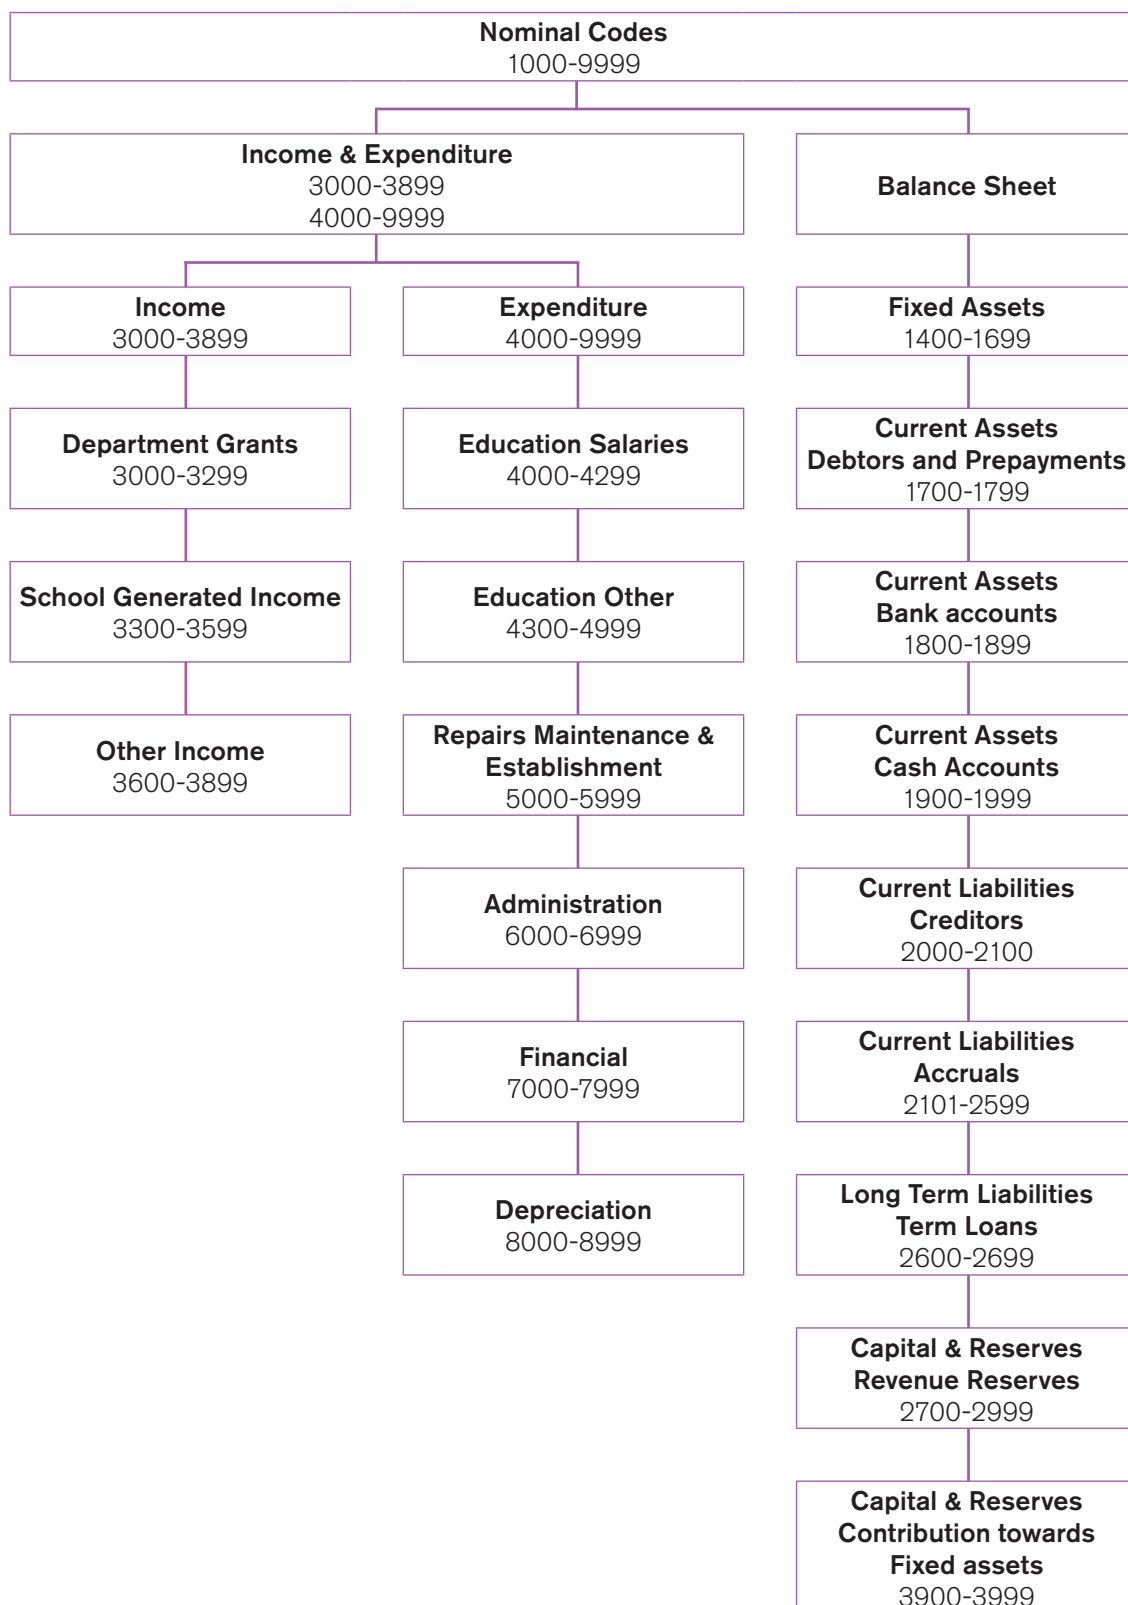 Nominal Codes
1000-9999
Income & Expenditure
3000-3899
4000-9999
Balance Sheet
Income
3000-3899
Expenditure
4000-9999
Fixed Assets
1400-1699
Department Grants
3000-3299
Education Salaries
4000-4299
Current Assets
Debtors and Prepayments
1700-1799
School Generated Income
3300-3599
Education Other
4300-4999
Current Assets
Bank accounts
1800-1899
Other Income
3600-3899
Repairs Maintenance &
Establishment
5000-5999
Current Assets
Cash Accounts
1900-1999
Administration
6000-6999
Current Liabilities
Creditors
2000-2100
Financial
7000-7999
Current Liabilities
Accruals
2101-2599
Depreciation
8000-8999
Long Term Liabilities
Term Loans
2600-2699
Capital & Reserves
Revenue Reserves
2700-2999
Capital & Reserves
Contribution towards
Fixed assets
3900-3999